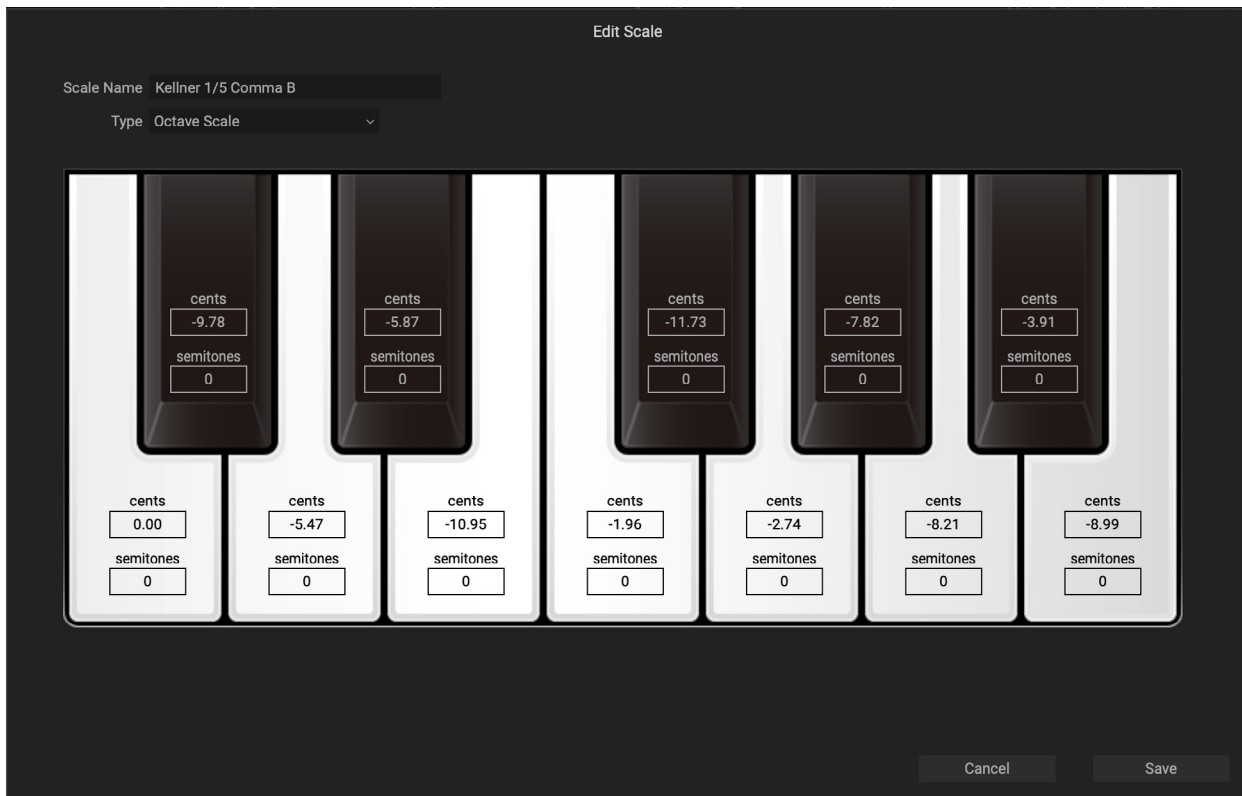 Edit Scale
Scale Name Kellner 1/5 Comma B
Type Octave Scale
cents cents cents cents cents
-9.78 -5.87 -11.73 -7.82 -3.91
semitones semitones semitones semitones semitones
0 0 0 0 0
cents cents cents cents cents cents cents
0.00 -5.47 -10.95 -1.96 -2.74 -8.21 -8.99
semitones semitones semitones semitones semitones semitones semitones
0 0 0 0 0 0 0
Cancel Save